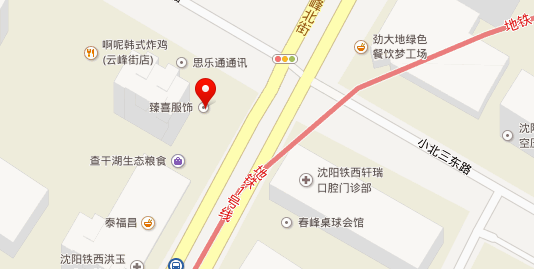 峰北街
地铁
劲大地绿色
餐饮梦工场
啊呢韩式炸鸡
(云峰街店)
思乐通通讯
臻喜服饰
小北三东路
沈
空
查干湖生态粮食
地铁1号线
沈阳铁西轩瑞
口腔门诊部
泰福昌
春峰桌球会馆
沈阳铁西洪玉